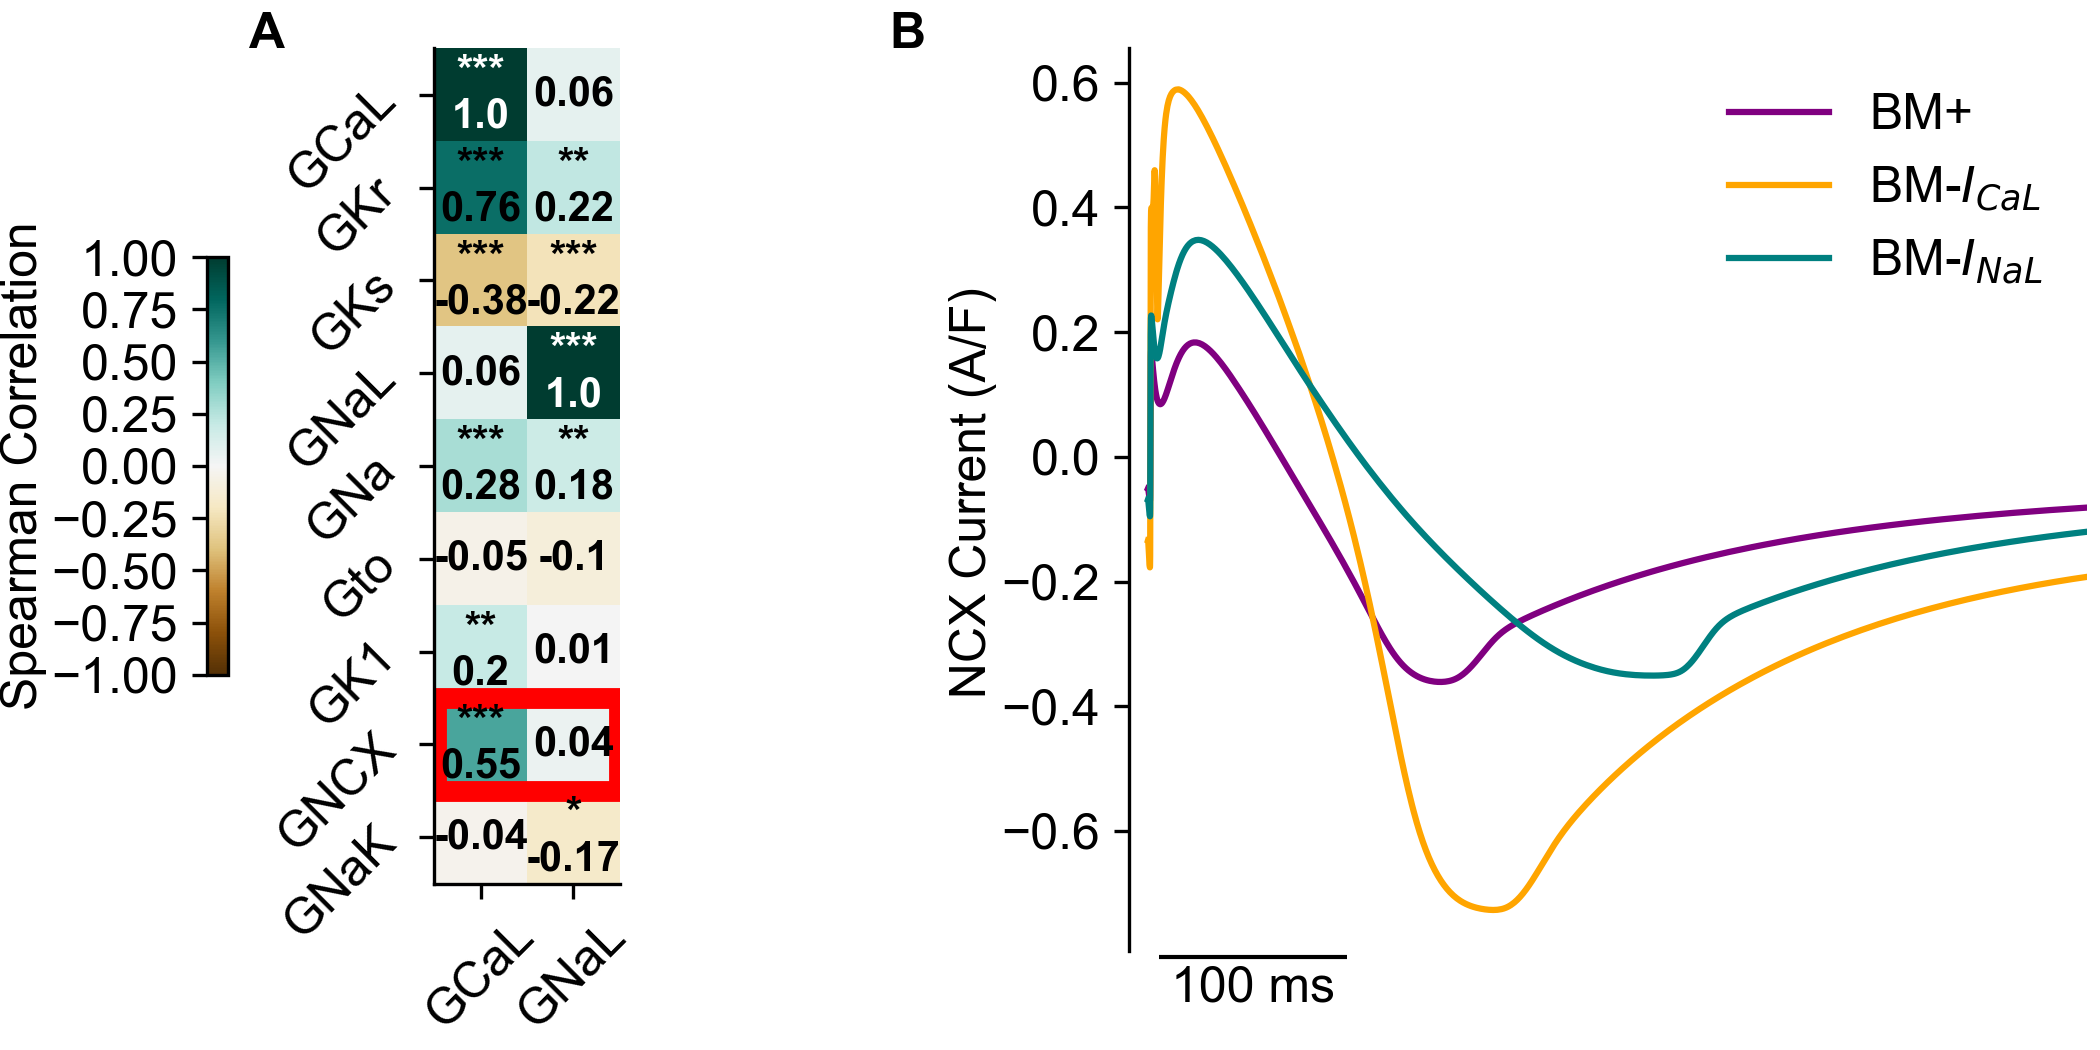 A
Spearman Correlation
1.00
0.75
0.50
0.25
0.00
−0.25
−0.50
−0.75
−1.00
GCaL
*** 
1.0
0.06
GKr
*** **
0.76 0.22
GKs
*** ***
-0.38 -0.22
GNaL
0.06
***
1.0
GNa
*** **
0.28 0.18
Gto
-0.05 -0.1
GK1
**
0.2
0.01
GNCX
***
0.55
0.04
GNaK
-0.04
*
-0.17
GCaL GNaL
B
NCX Current (A/F)
0.6
0.4
0.2
0.0
−0.2
−0.4
−0.6
BM+
BM-ICaL
BM-INaL
100 ms